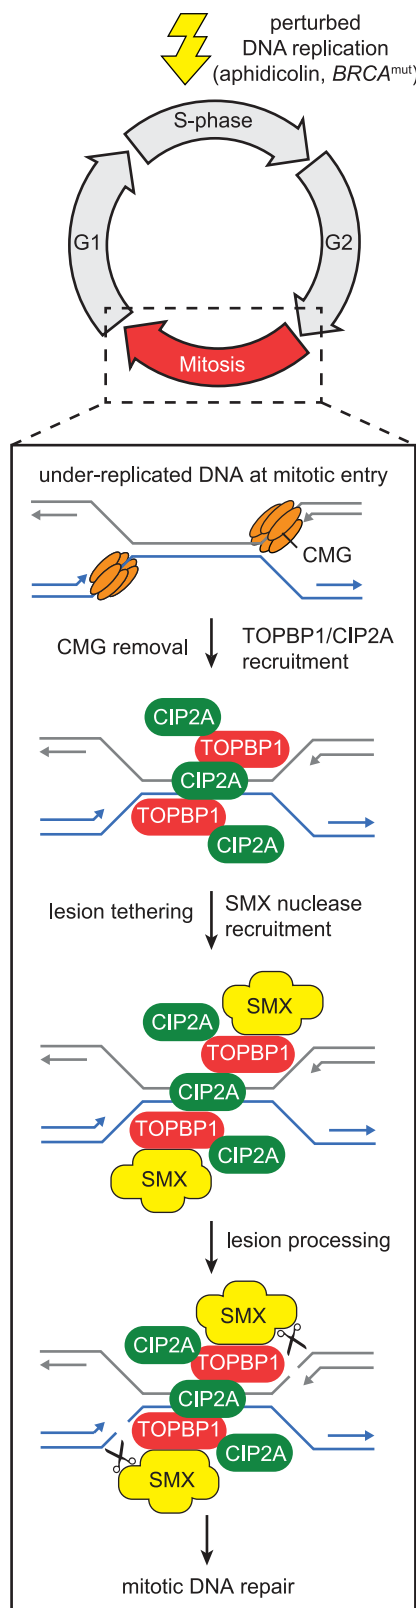 perturbed
DNA replication
(aphidicolin, BRCAᵐᵘᵗ)
S-phase
G1
G2
Mitosis
under-replicated DNA at mitotic entry
CMG
CMG removal
TOPBP1/CIP2A
recruitment
CIP2A
TOPBP1
CIP2A
TOPBP1
CIP2A
lesion tethering
SMX nuclease
recruitment
SMX
CIP2A
TOPBP1
CIP2A
TOPBP1
CIP2A
SMX
lesion processing
SMX
CIP2A
TOPBP1
CIP2A
TOPBP1
CIP2A
SMX
mitotic DNA repair